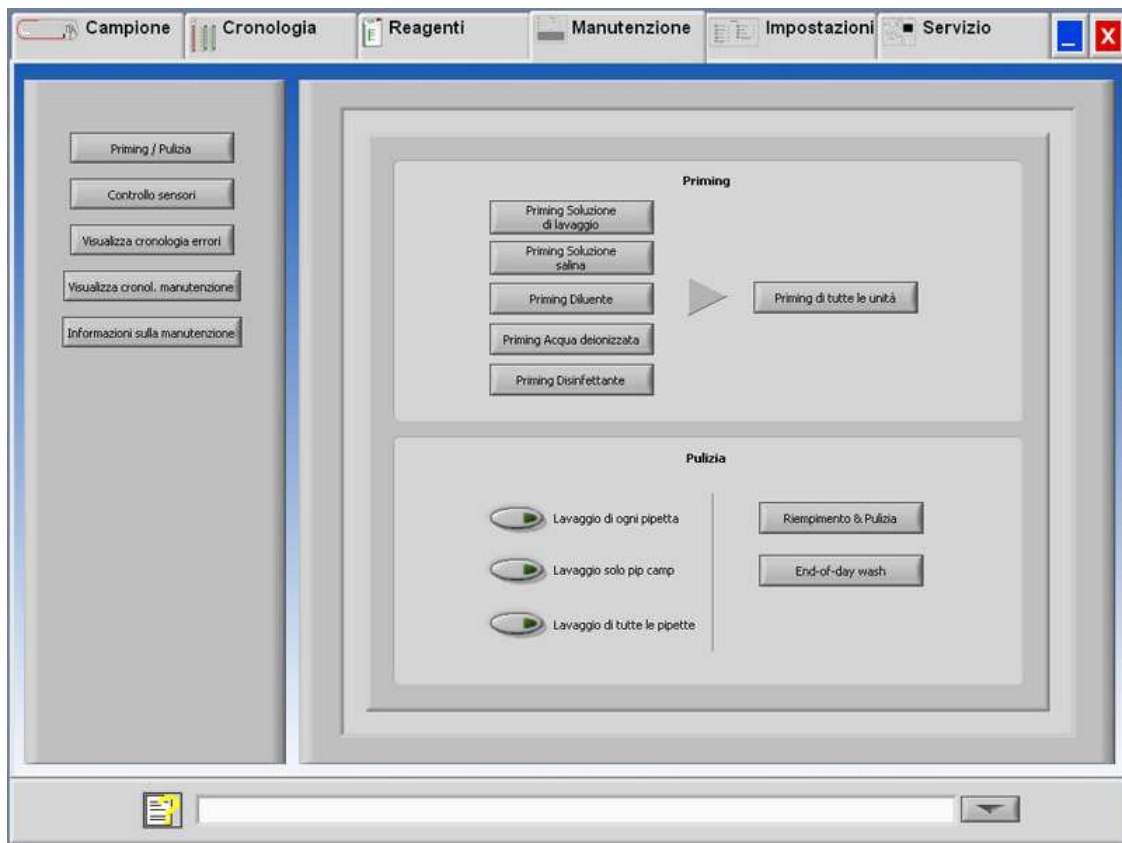 Campione
Cronologia
Reagenti
Manutenzione
Impostazioni
Servizio
Priming / Pulizia
Controllo sensori
Visualizza cronologia errori
Visualizza cronol. manutenzione
Informazioni sulla manutenzione
Priming
Priming Soluzione
di lavaggio
Priming Soluzione
salina
Priming Diluente
Priming Acqua deionizzata
Priming Disinfettante
Priming di tutte le unità
Pulizia
Lavaggio di ogni pipetta
Lavaggio solo pip camp
Lavaggio di tutte le pipette
Riempimento & Pulizia
End-of-day wash